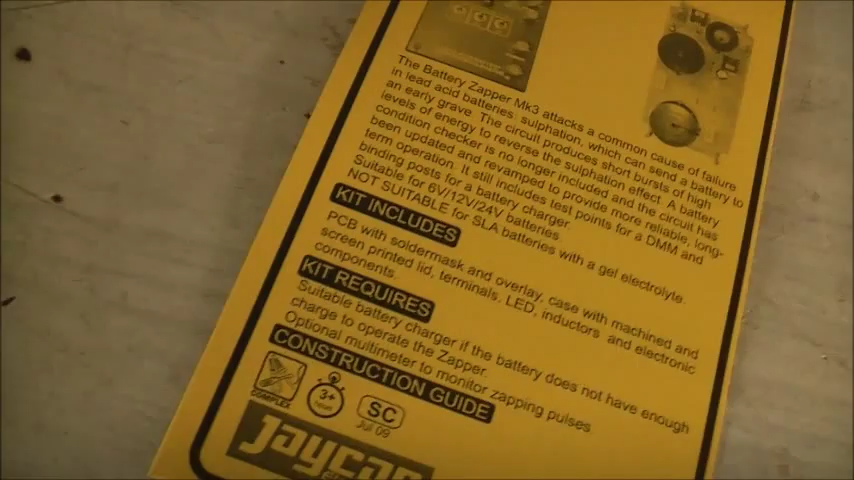 The Battery Zapper Mk3 attacks a common cause of failure
in lead acid batteries: sulphation, which can send a battery to
an early grave. The circuit produces short bursts of high
levels of energy to reverse the sulphation effect. A battery
condition checker is no longer included and the circuit has
been updated and revamped to provide more reliable, long-
term operation. It still includes test points for a DMM and
binding posts for a battery charger.
Suitable for 6V/12V/24V batteries.
NOT SUITABLE for SLA batteries with a gel electrolyte.
KIT INCLUDES
PCB with soldermask and overlay, case with machined and
screen printed lid, terminals, LED, inductors and electronic
components.
KIT REQUIRES
Suitable battery charger if the battery does not have enough
charge to operate the Zapper.
Optional multimeter to monitor zapping pulses
CONSTRUCTION GUIDE
COMPLEX
3+
SC
Jul 09
Jaycar